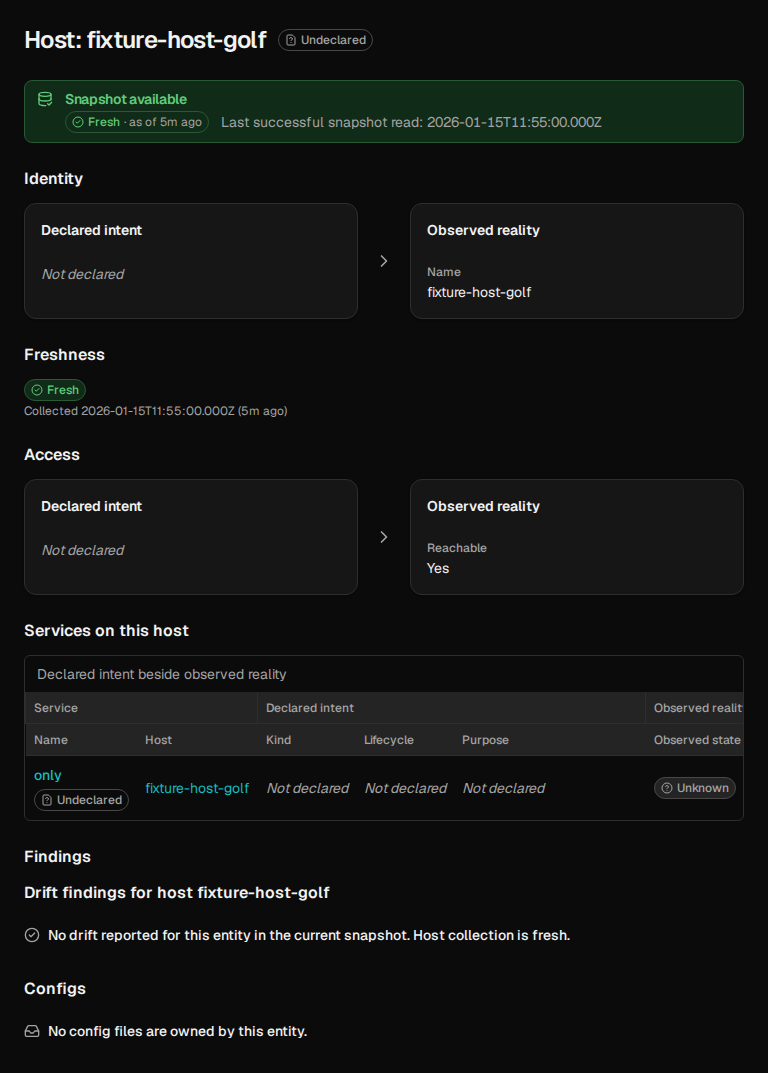 Host: fixture-host-golf Undeclared
Snapshot available
Fresh · as of 5m ago Last successful snapshot read: 2026-01-15T11:55:00.000Z
Identity
Declared intent
Not declared
Observed reality
Name
fixture-host-golf
Freshness
Fresh
Collected 2026-01-15T11:55:00.000Z (5m ago)
Access
Declared intent
Not declared
Observed reality
Reachable
Yes
Services on this host
Declared intent beside observed reality
Service Declared intent Observed realit
Name Host Kind Lifecycle Purpose Observed state
only
Undeclared
fixture-host-golf Not declared Not declared Not declared Unknown
Findings
Drift findings for host fixture-host-golf
No drift reported for this entity in the current snapshot. Host collection is fresh.
Configs
No config files are owned by this entity.